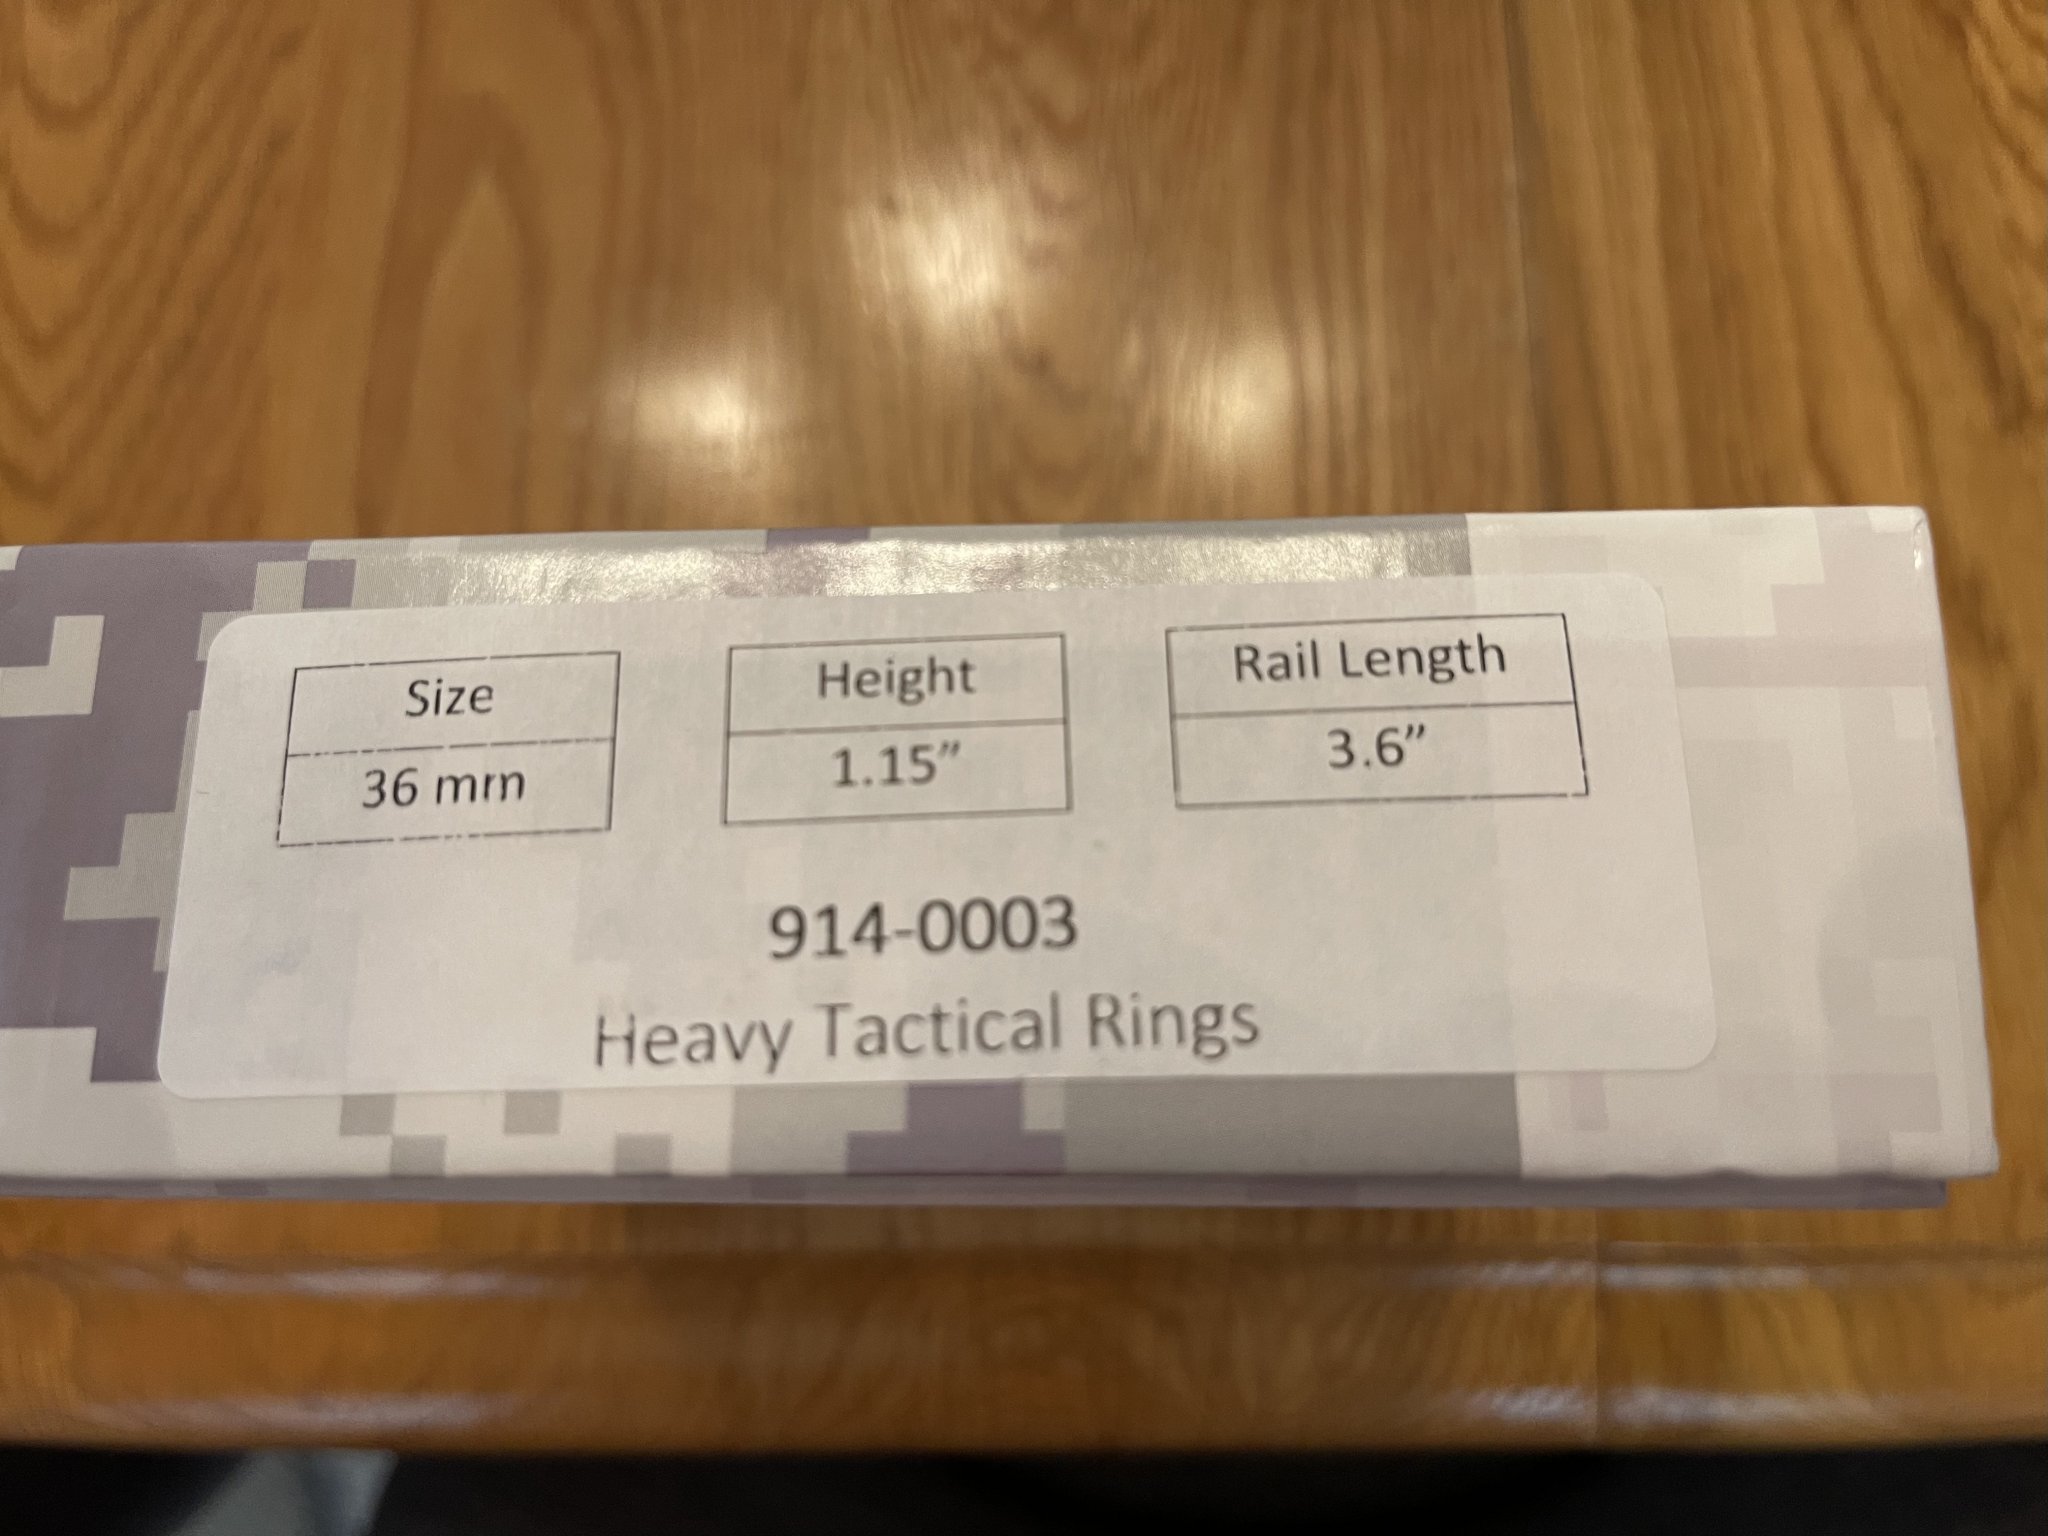 Size Height Rail Length
36 mm 1.15” 3.6”
914-0003
Heavy Tactical Rings